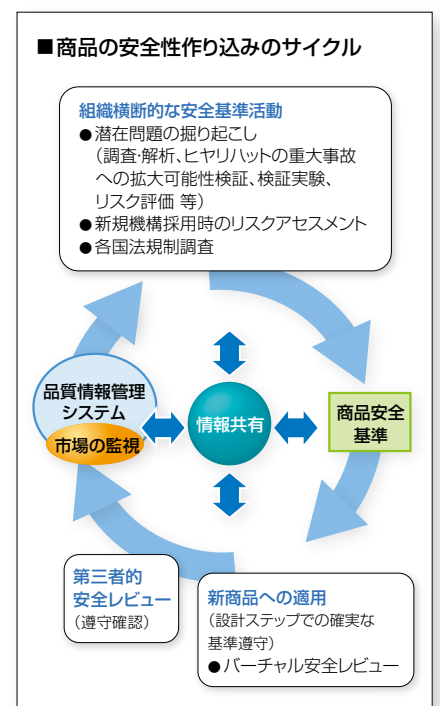 ■商品の安全性作り込みのサイクル
組織横断的な安全基準活動
●潜在問題の掘り起こし
（調査・解析、ヒヤリハットの重大事故
への拡大可能性検証、検証実験、
リスク評価 等）
●新規機構採用時のリスクアセスメント
●各国法規制調査
品質情報管理
システム
市場の監視
情報共有
商品安全
基準
第三者的
安全レビュー
（遵守確認）
新商品への適用
（設計ステップでの確実な
基準遵守）
●バーチャル安全レビュー